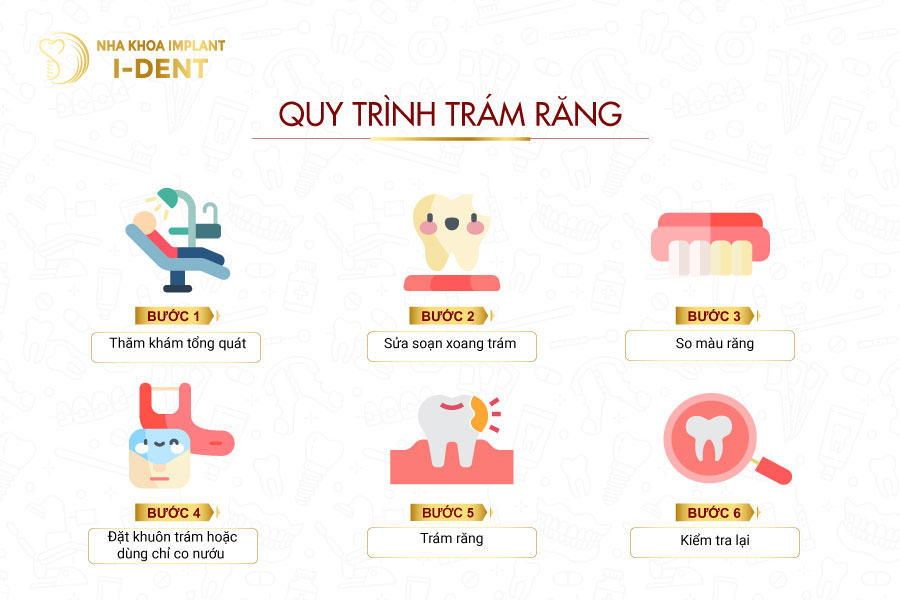 NHA KHOA IMPLANT
I-DENT
QUY TRÌNH TRÁM RĂNG
BƯỚC 1
Thăm khám tổng quát
BƯỚC 2
Sửa soạn xoang trám
BƯỚC 3
So màu răng
BƯỚC 4
Đặt khuôn trám hoặc
dùng chỉ co nướu
BƯỚC 5
Trám răng
BƯỚC 6
Kiểm tra lại